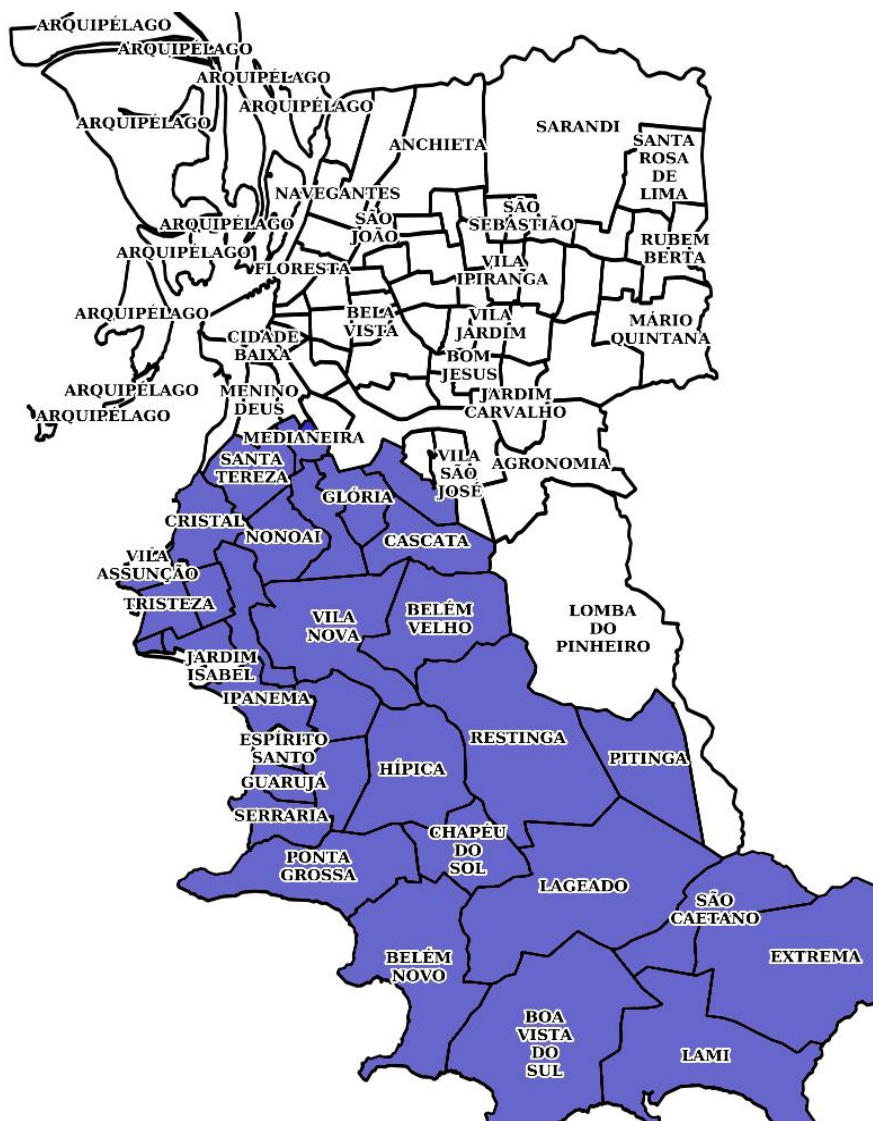 ARQUIPÉLAGO
ARQUIPÉLAGO
ARQUIPÉLAGO
ARQUIPÉLAGO
ARQUIPÉLAGO
SARANDI
ANCHIETA
SANTA
ROSA
DE
LIMA
NAVEGANTES
SÃO
SEBASTIÃO
ARQUIPÉLAGO
SÃO
JOÃO
RUBEM
BERTA
ARQUIPÉLAGO
FLORESTA
VILA
IPIRANGA
ARQUIPÉLAGO
BELA
VISTA
VILA
JARDIM
MÁRIO
QUINTANA
CIDADE
BAIXA
BOM
JESUS
ARQUIPÉLAGO
MENINO
DEUS
JARDIM
CARVALHO
ARQUIPÉLAGO
MEDIANEIRA
SANTA
TEREZA
VILA
SÃO
JOSÉ
AGRONOMIA
GLÓRIA
CRISTAL
NONOAI
CASCATA
VILA
ASSUNÇÃO
TRISTEZA
VILA
NOVA
BELÉM
VELHO
LOMBA
DO
PINHEIRO
JARDIM
ISABEL
IPANEMA
ESPÍRITO
SANTO
RESTINGA
PITINGA
HÍPICA
GUARUJÁ
SERRARIA
CHAPÉU
DO
SOL
PONTA
GROSSA
LAGEADO
SÃO
CAETANO
BELÉM
NOVO
EXTREMA
BOA
VISTA
DO
SUL
LAMI